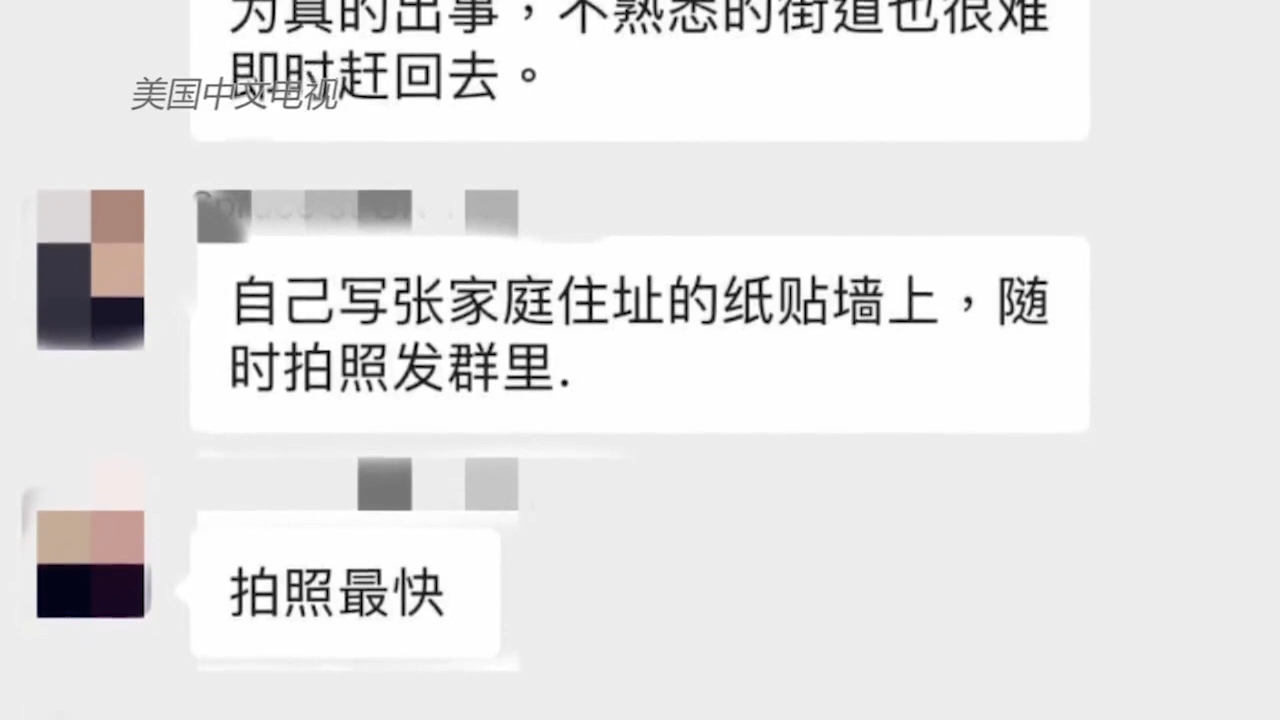 为真的出事，不熟悉的街道也很难
即时赶回去。
美国中文电视
自己写张家庭住址的纸贴墙上，随
时拍照发群里.
拍照最快